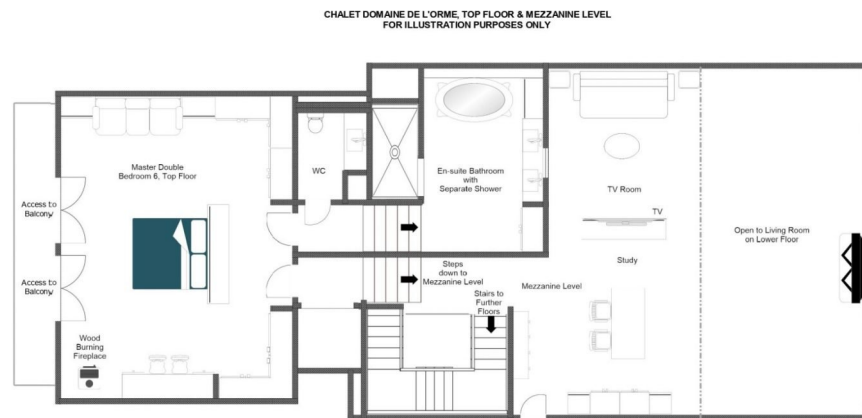 CHALET DOMAINE DE L'ORME, TOP FLOOR & MEZZANINE LEVEL
FOR ILLUSTRATION PURPOSES ONLY
Master Double
Bedroom 6, Top Floor
WC
En-suite Bathroom
with
Separate Shower
TV Room
TV
Access to
Balcony
Open to Living Room
on Lower Floor
Study
Steps
down to
Mezzanine Level
Mezzanine Level
Access to
Balcony
Stairs to
Further
Floors
Wood
Burning
Fireplace